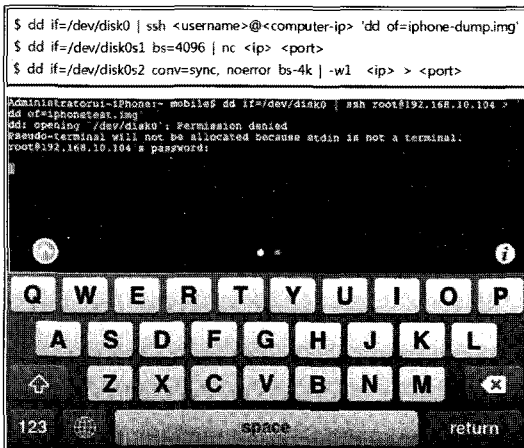 $ dd if=/dev/disk0 | ssh <username>@<computer-ip> 'dd of=iphone-dump.img'
$ dd if=/dev/disk0s1 bs=4096 | nc <ip> <port>
$ dd if=/dev/disk0s2 conv=sync, noerror bs-4k | -w1 <ip> > <port>
Administratorui-iPhone:~ mobile$ dd if=/dev/disk0 | ssh root@192.168.10.104
dd of=iphonetest.img
dd: opening `/dev/disk0': Permission denied
Pseudo-terminal will not be allocated because stdin is not a terminal.
root@192.168.10.104's password:
Q W E R T Y U I O P
A S D F G H J K L
Z X C V B N M
123 space return